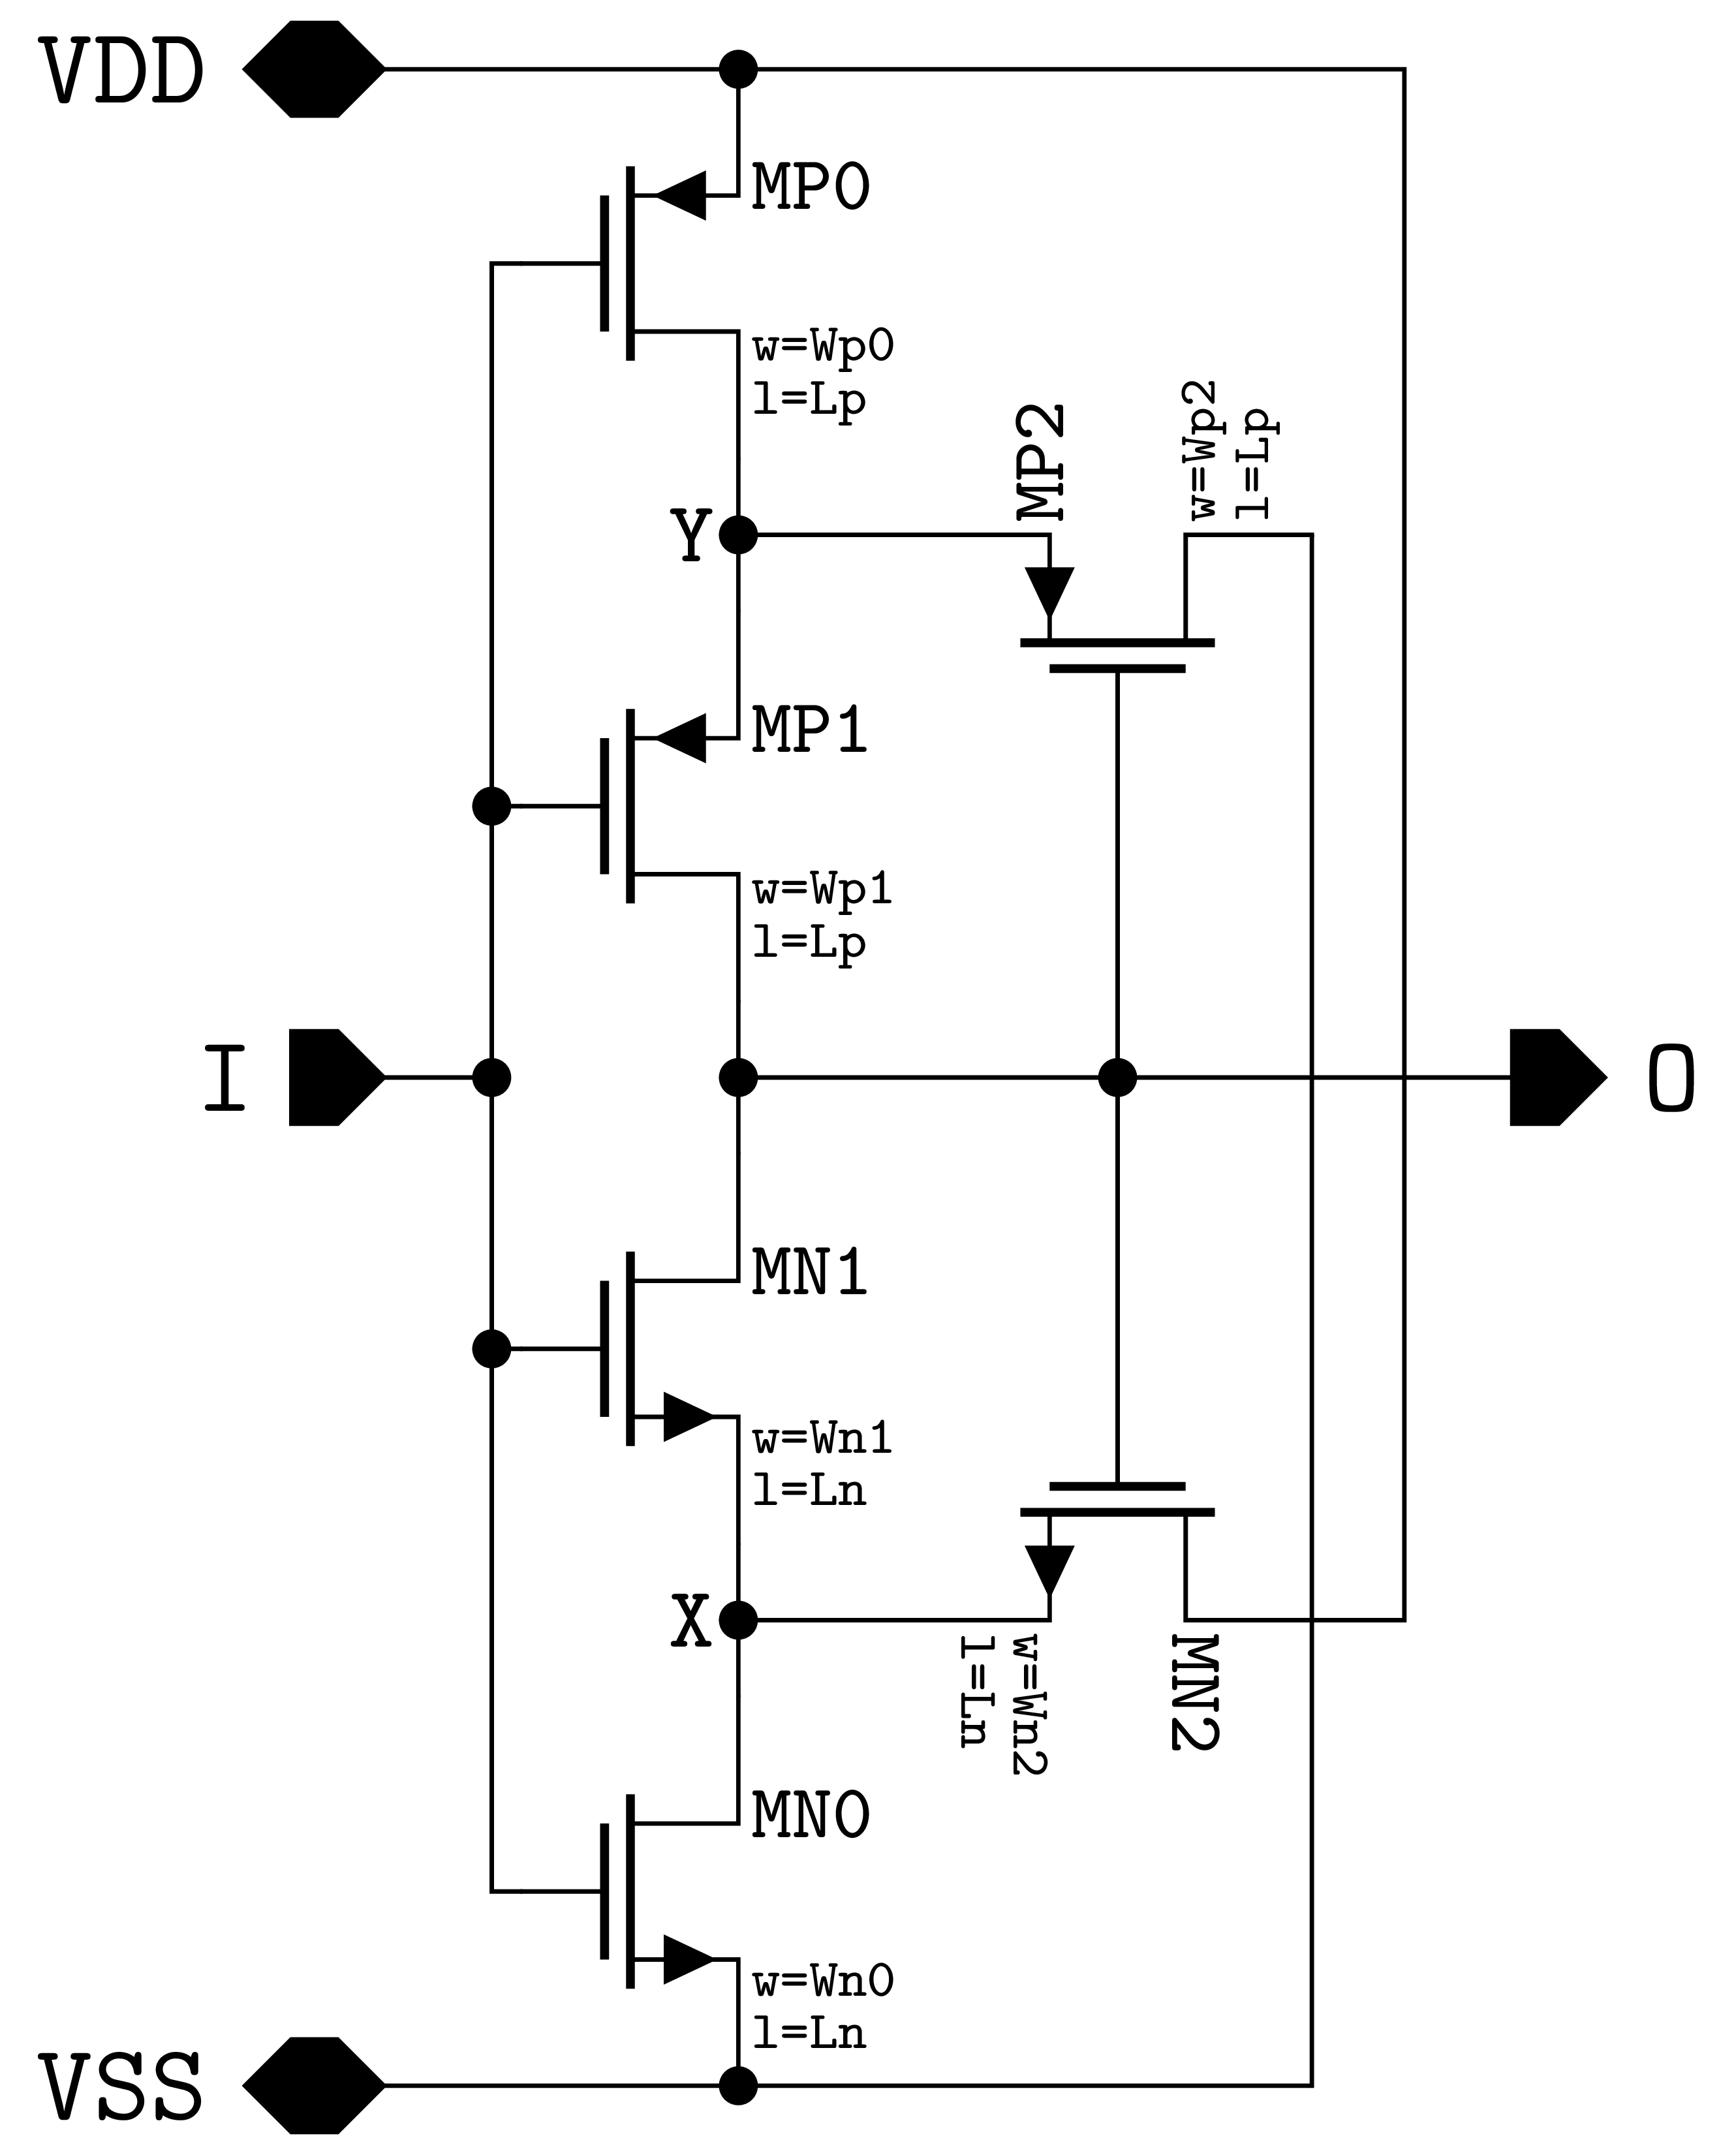 VDD
MP0
w=Wp0
l=Lp
MP2
w=Wp2
l=Lp
Y
MP1
w=Wp1
l=Lp
I
O
MN1
w=Wn1
l=Ln
X
MN2
w=Wn2
l=Ln
MN0
w=Wn0
l=Ln
VSS